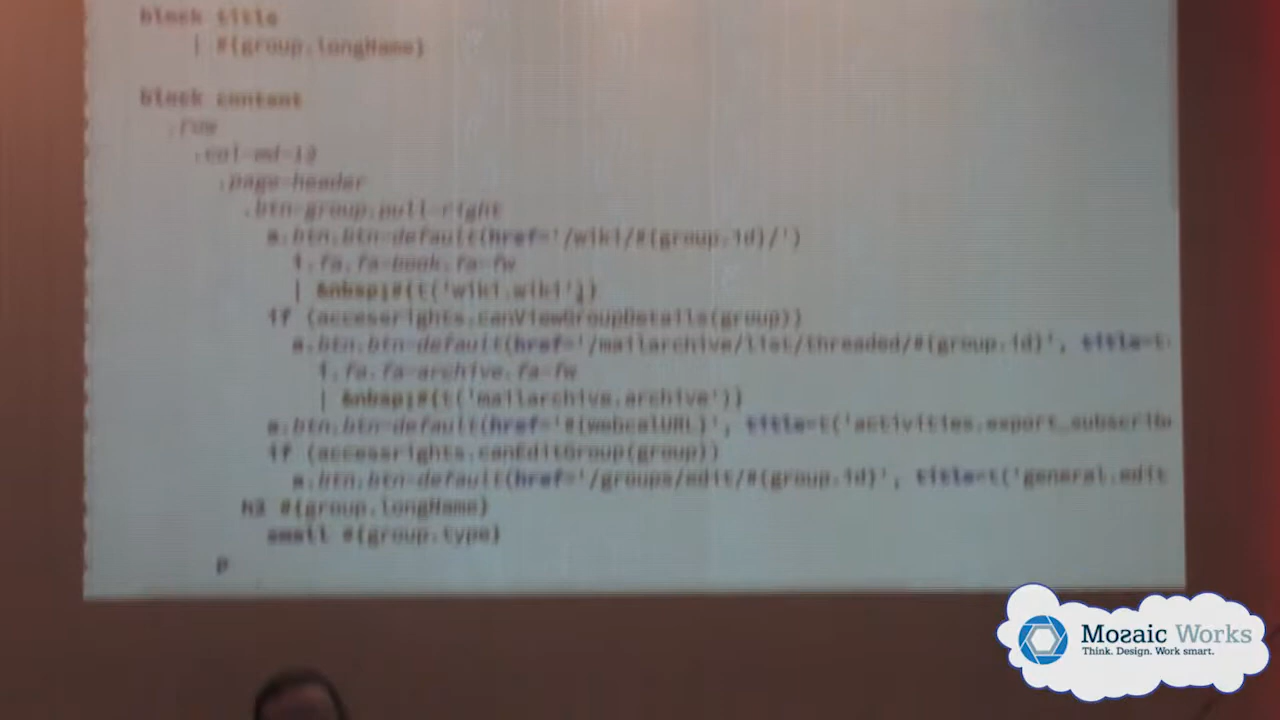 block title
| #{group.longName}
block content
.row
.col-md-12
.page-header
.btn-group.pull-right
a.btn.btn-default(href='/wiki/#{group.id}/')
i.fa.fa-book.fa-fw
| &nbsp;#{t('wiki.wiki')}
if (accessrights.canViewGroupDetails(group))
a.btn.btn-default(href='/mailarchive/list/threaded/#{group.id}', title=t
i.fa.fa-archive.fa-fw
| &nbsp;#{t('mailarchive.archive')}
a.btn.btn-default(href='#{webcalURL}', title=t('activities.export_subscribe
if (accessrights.canEditGroup(group))
a.btn.btn-default(href='/groups/edit/#{group.id}', title=t('general.edit
h2 #{group.longName}
small #{group.type}
p
Mozaic Works
Think. Design. Work smart.